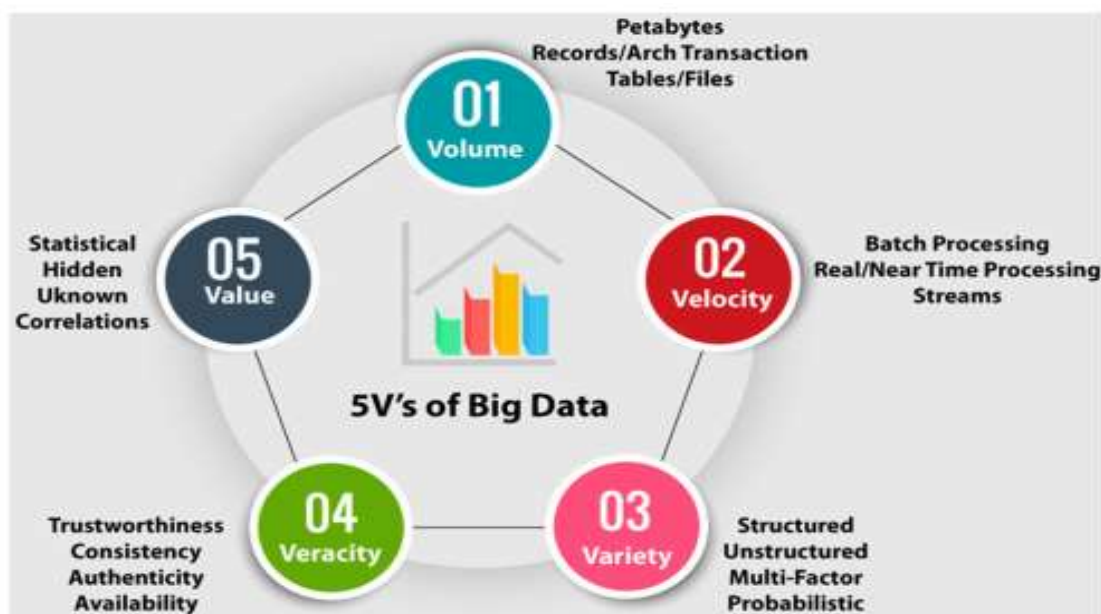 Petabytes
Records/Arch Transaction
Tables/Files
01
Volume
02
Velocity
Batch Processing
Real/Near Time Processing
Streams
03
Variety
Structured
Unstructured
Multi-Factor
Probabilistic
04
Veracity
Trustworthiness
Consistency
Authenticity
Availability
05
Value
Statistical
Hidden
Uknown
Correlations
5V's of Big Data